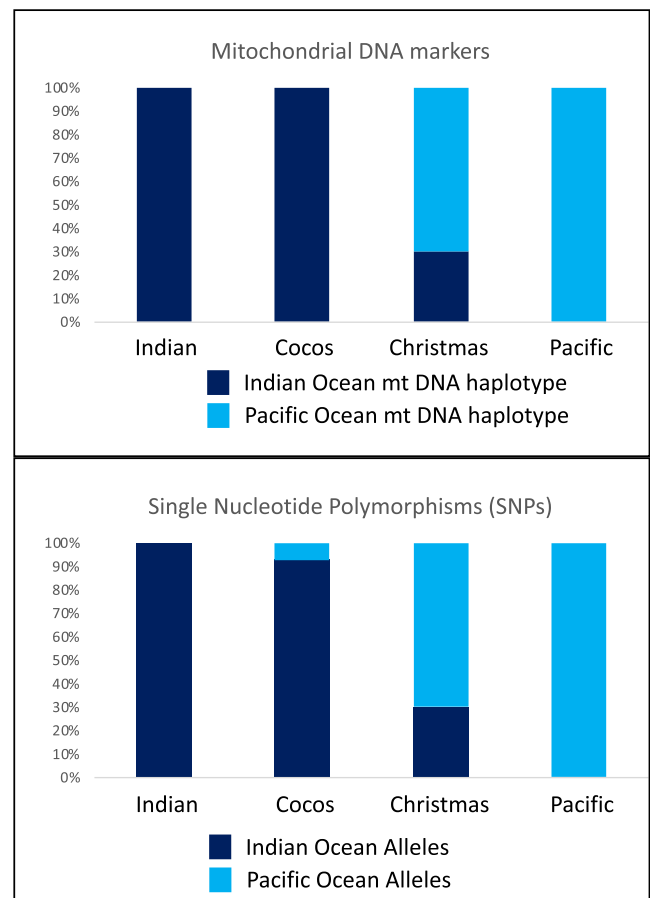 Mitochondrial DNA markers
100%
90%
80%
70%
60%
50%
40%
30%
20%
10%
0%
Indian Cocos Christmas Pacific
Indian Ocean mt DNA haplotype
Pacific Ocean mt DNA haplotype
Single Nucleotide Polymorphisms (SNPs)
100%
90%
80%
70%
60%
50%
40%
30%
20%
10%
0%
Indian Cocos Christmas Pacific
Indian Ocean Alleles
Pacific Ocean Alleles